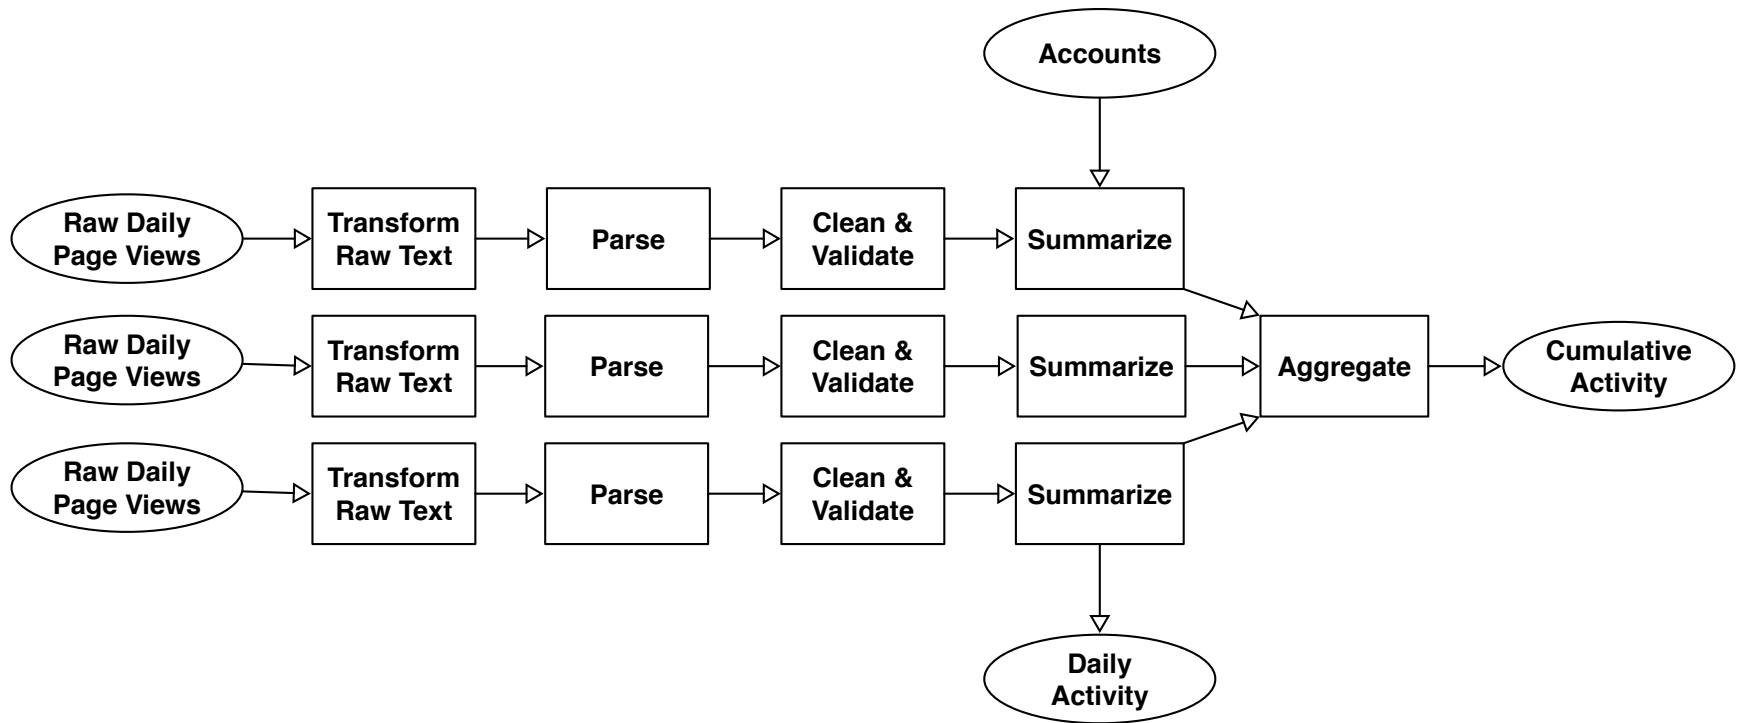 Accounts
Raw Daily
Page Views
Transform
Raw Text
Parse
Clean &
Validate
Summarize
Raw Daily
Page Views
Transform
Raw Text
Parse
Clean &
Validate
Summarize
Aggregate
Cumulative
Activity
Raw Daily
Page Views
Transform
Raw Text
Parse
Clean &
Validate
Summarize
Daily
Activity